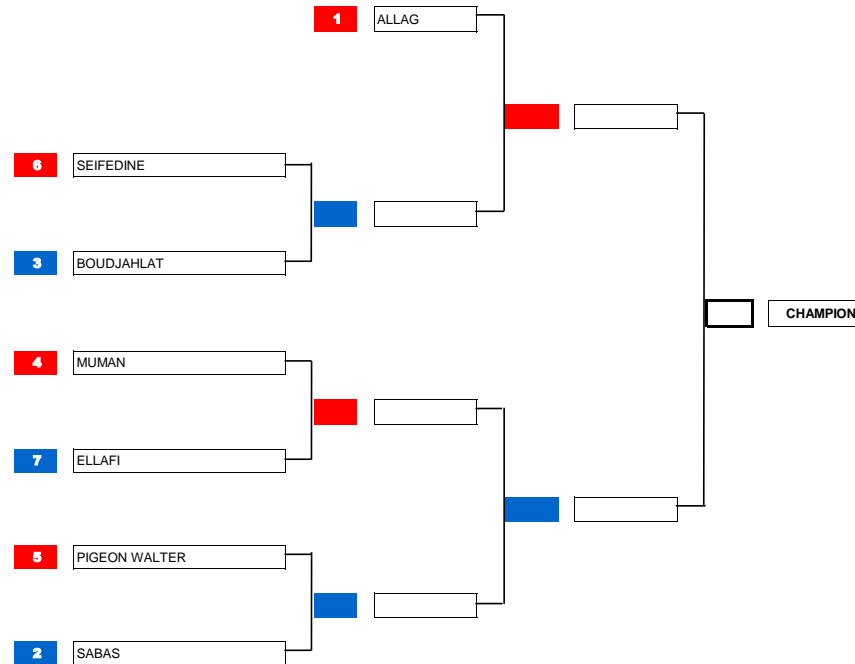 1 ALLAG
6 SEIFEDINE
3 BOUDJAHLAT
CHAMPION
4 MUMAN
7 ELLAFI
5 PIGEON WALTER
2 SABAS